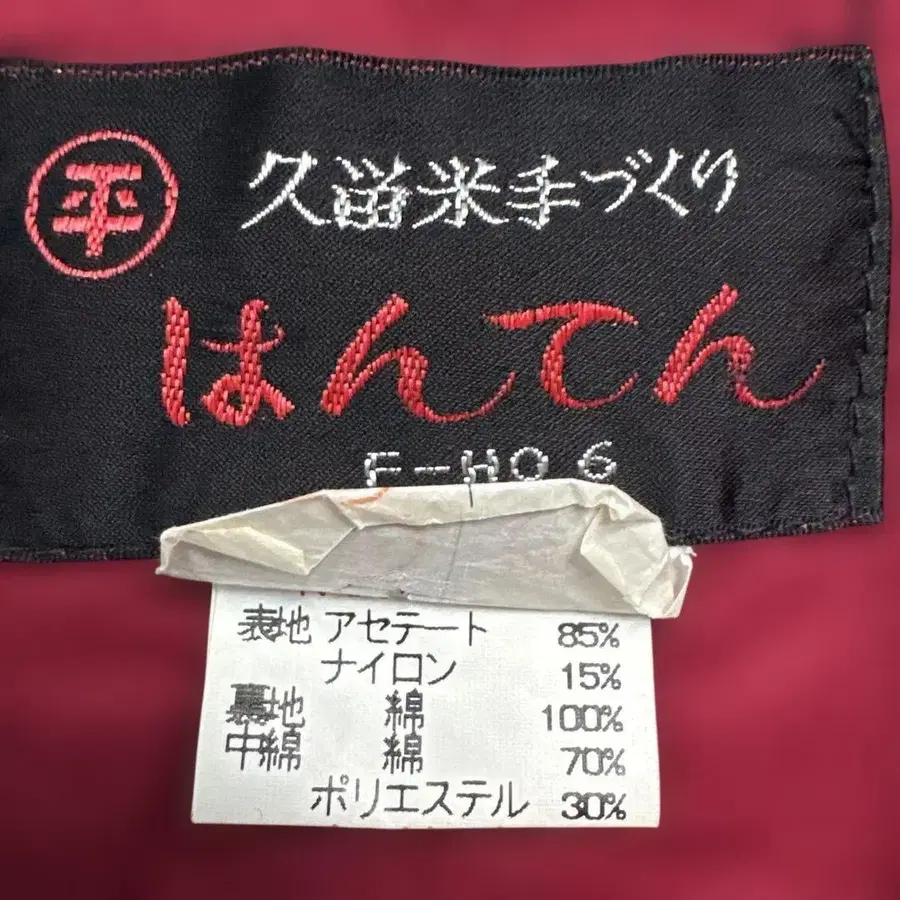 平
久留米手づくり
はんてん
F-HO 6
表地 アセテート 85%
ナイロン 15%
裏地 綿 100%
中綿 綿 70%
ポリエステル 30%